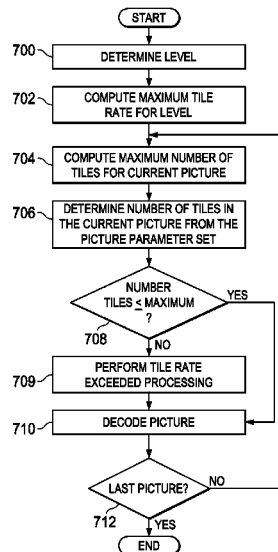 START
700
DETERMINE LEVEL
702
COMPUTE MAXIMUM TILE
RATE FOR LEVEL
704
COMPUTE MAXIMUM NUMBER OF
TILES FOR CURRENT PICTURE
706
DETERMINE NUMBER OF TILES IN
THE CURRENT PICTURE FROM THE
PICTURE PARAMETER SET
NUMBER
TILES ≤ MAXIMUM
?
YES
708
NO
709
PERFORM TILE RATE
EXCEEDED PROCESSING
710
DECODE PICTURE
LAST PICTURE?
NO
712
YES
END